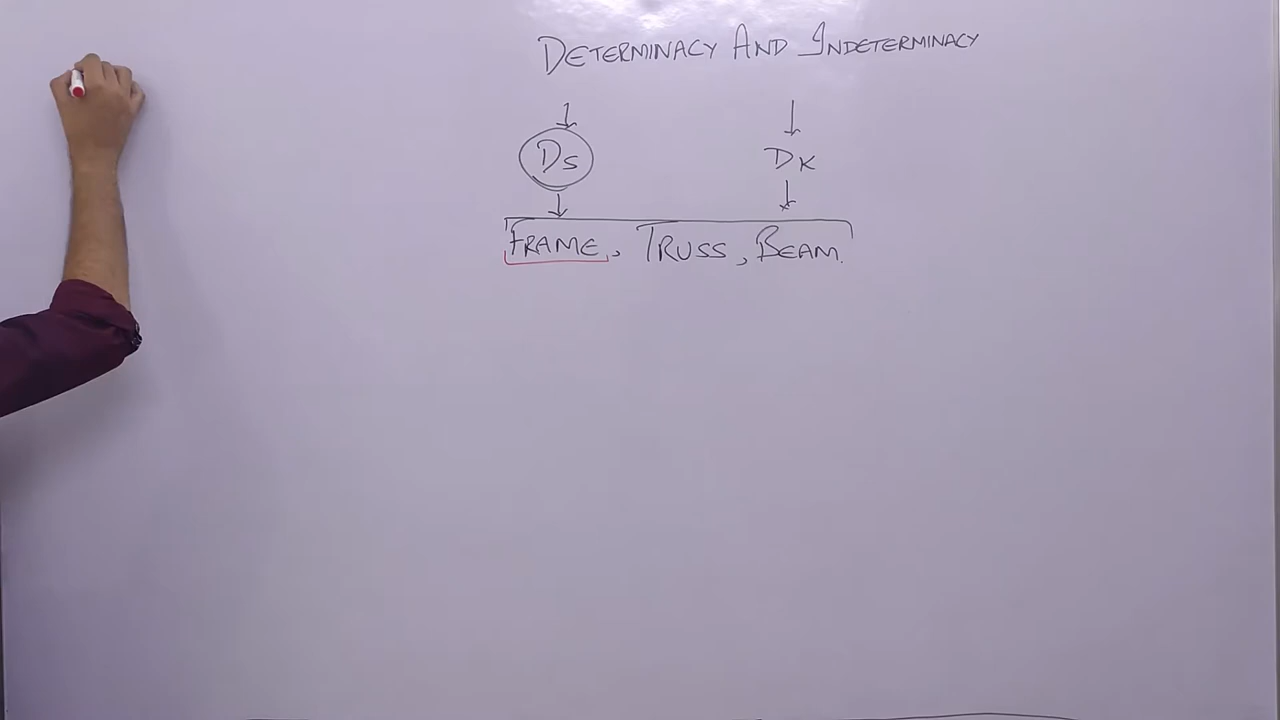 DETERMINACY AND INDETERMINACY
Ds DK
FRAME, TRUSS, BEAM.